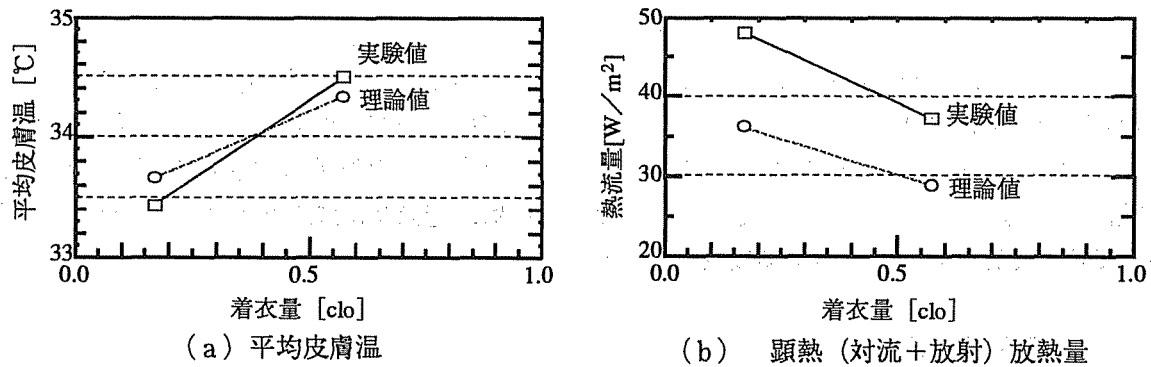 35
34
33
0.0
0.5
1.0
平均皮膚温 [℃]
実験値
理論値
着衣量 [clo]
(a) 平均皮膚温
50
40
30
20
0.0
0.5
1.0
熱流量[W/m²]
実験値
理論値
着衣量 [clo]
(b) 顕熱 (対流+放射) 放熱量